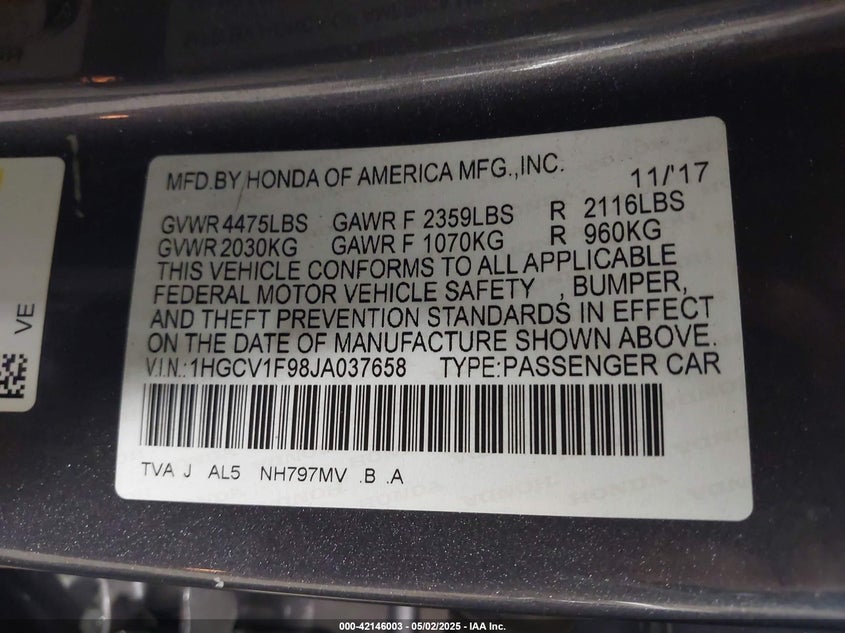 MFD.BY HONDA OF AMERICA MFG.,INC. 11/'17
GVWR 4475LBS GAWR F 2359LBS R 2116LBS
GVWR 2030KG GAWR F 1070KG R 960KG
THIS VEHICLE CONFORMS TO ALL APPLICABLE
FEDERAL MOTOR VEHICLE SAFETY , BUMPER,
AND THEFT PREVENTION STANDARDS IN EFFECT
ON THE DATE OF MANUFACTURE SHOWN ABOVE.
V.I.N.:1HGCV1F98JA037658 TYPE:PASSENGER CAR
TVA J AL5 NH797MV .B .A
VE
HONDA
000-42146003 — 05/02/2025 — IAA Inc.